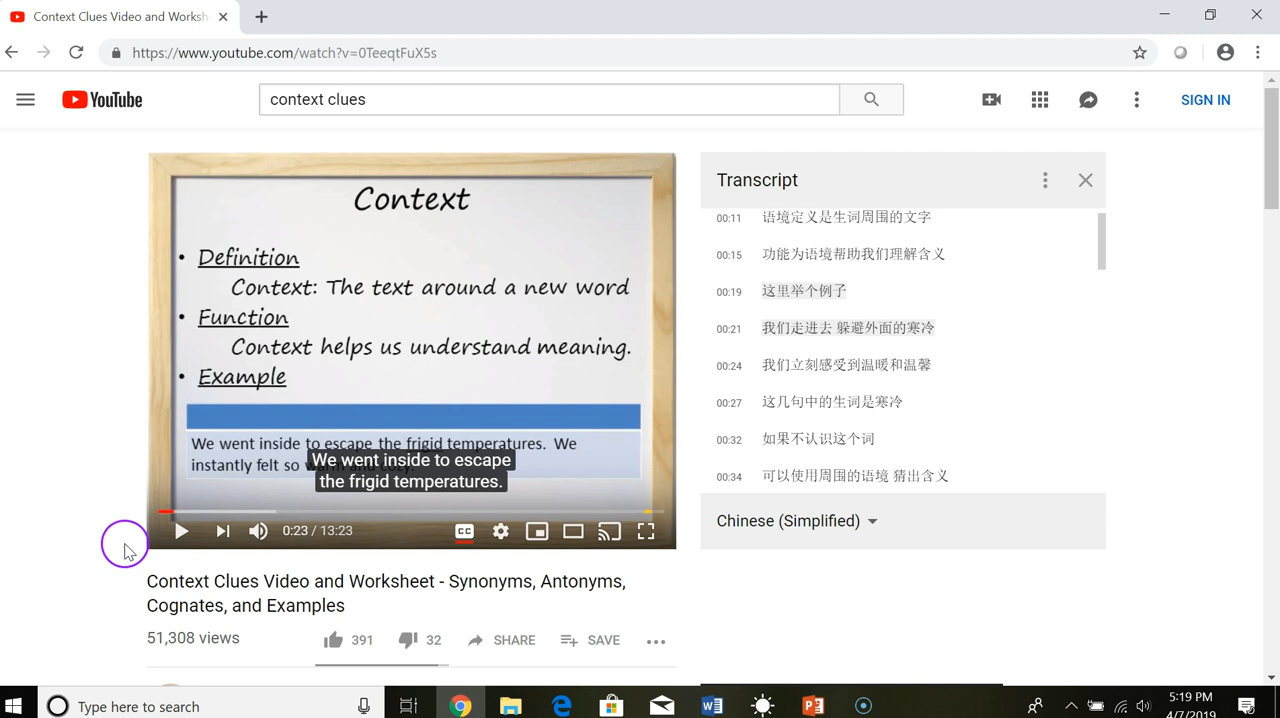 Context Clues Video and Worksh
https://www.youtube.com/watch?v=0TeeqtFuX5s
YouTube
context clues
SIGN IN
Context
• Definition
Context: The text around a new word
• Function
Context helps us understand meaning.
• Example
We went inside to escape the frigid temperatures. We
instantly felt so warm and cozy.
We went inside to escape
the frigid temperatures.
CC
0:23 / 13:23
Transcript
00:11 语境定义是生词周围的文字
00:15 功能为语境帮助我们理解含义
00:19 这里举个例子
00:21 我们走进去 躲避外面的寒冷
00:24 我们立刻感受到温暖和温馨
00:27 这几句中的生词是寒冷
00:32 如果不认识这个词
00:34 可以使用周围的语境 猜出含义
Chinese (Simplified)
Context Clues Video and Worksheet - Synonyms, Antonyms,
Cognates, and Examples
51,308 views
391
32
SHARE
SAVE
Type here to search
5:19 PM
4/7/2019